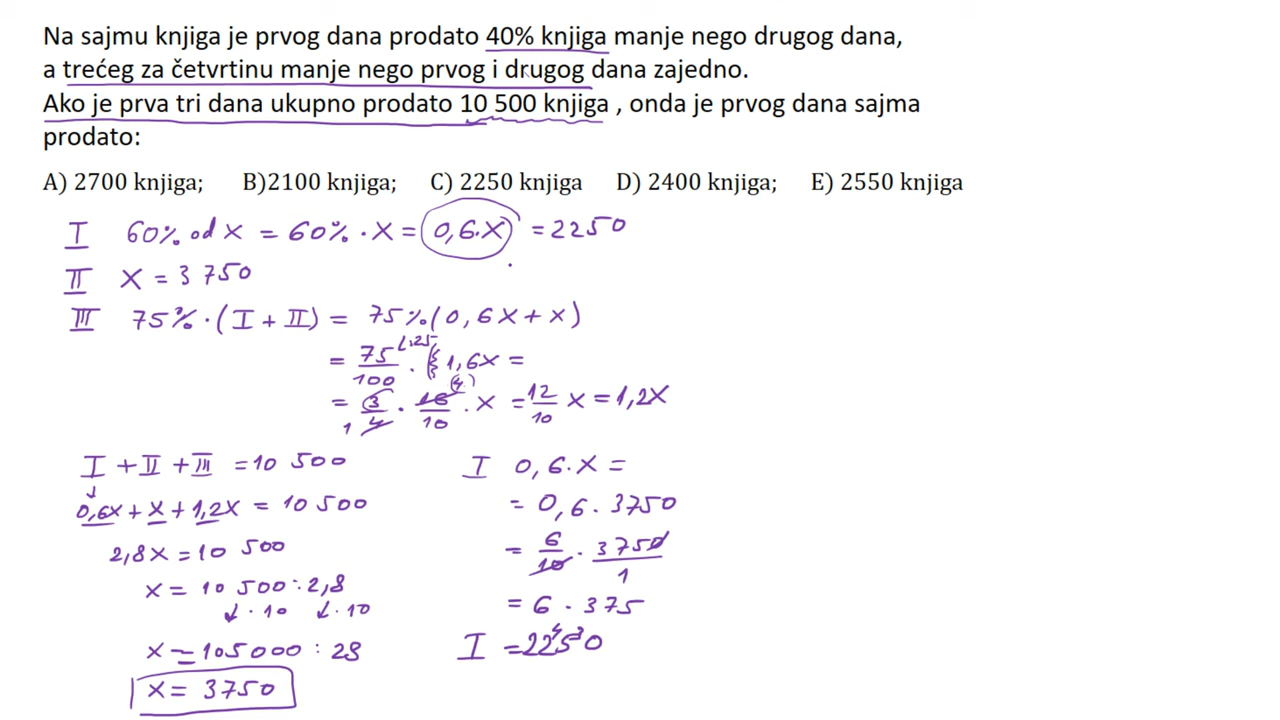 Na sajmu knjiga je prvog dana prodato 40% knjiga manje nego drugog dana,
a trećeg za četvrtinu manje nego prvog i drugog dana zajedno.
Ako je prva tri dana ukupno prodato 10 500 knjiga , onda je prvog dana sajma
prodato:
A) 2700 knjiga; B)2100 knjiga; C) 2250 knjiga D) 2400 knjiga; E) 2550 knjiga
I 60% od x = 60% · x = 0,6·x = 2250
II x = 3 750
III 75% · (I + II) = 75% (0,6x + x)
= 75/100 · 1,6x =
= 3/4 · 16/10 · x = 12/10 x = 1,2x
I + II + III = 10 500
0,6x + x + 1,2x = 10 500
2,8x = 10 500
x = 10 500 : 2,8
↓ · 10 ↓ · 10
x = 105000 : 28
x = 3750
I 0,6 · x =
= 0,6 · 3750
= 6/10 · 3750/1
= 6 · 375
I = 2250